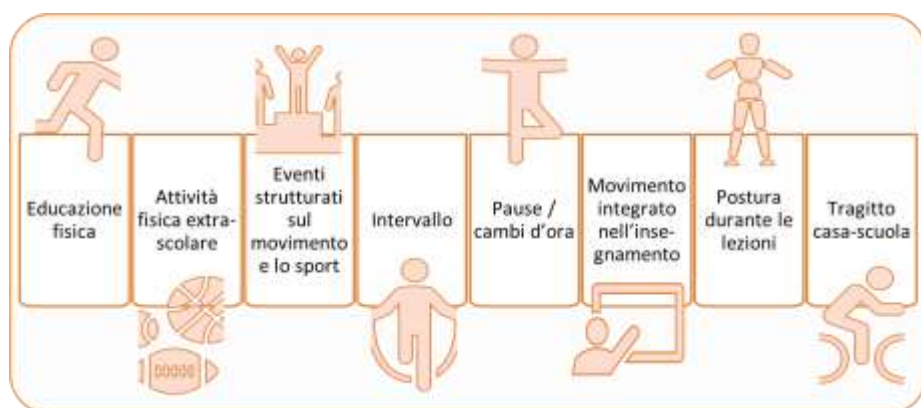 Educazione
fisica
Attività
fisica extra-
scolare
Eventi
strutturati
sul
movimento
e lo sport
Intervallo
Pause /
cambi d'ora
Movimento
integrato
nell'inse-
gnamento
Postura
durante le
lezioni
Tragitto
casa-scuola